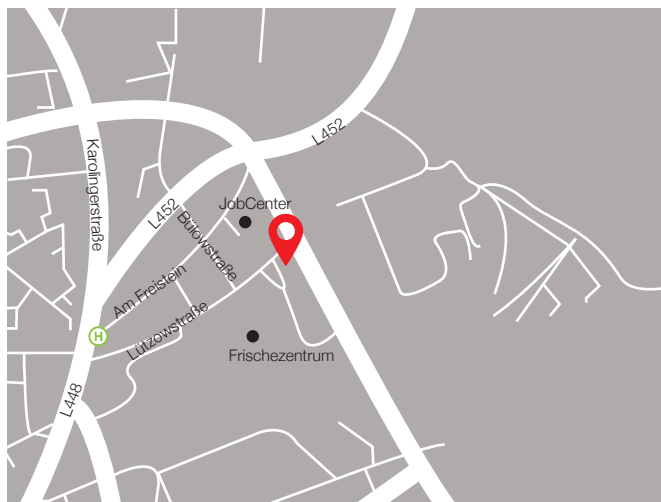 L452
Karolingerstraße
L452
JobCenter
Bülowstraße
Am Freistein
Lützowstraße
H
Frischezentrum
L448